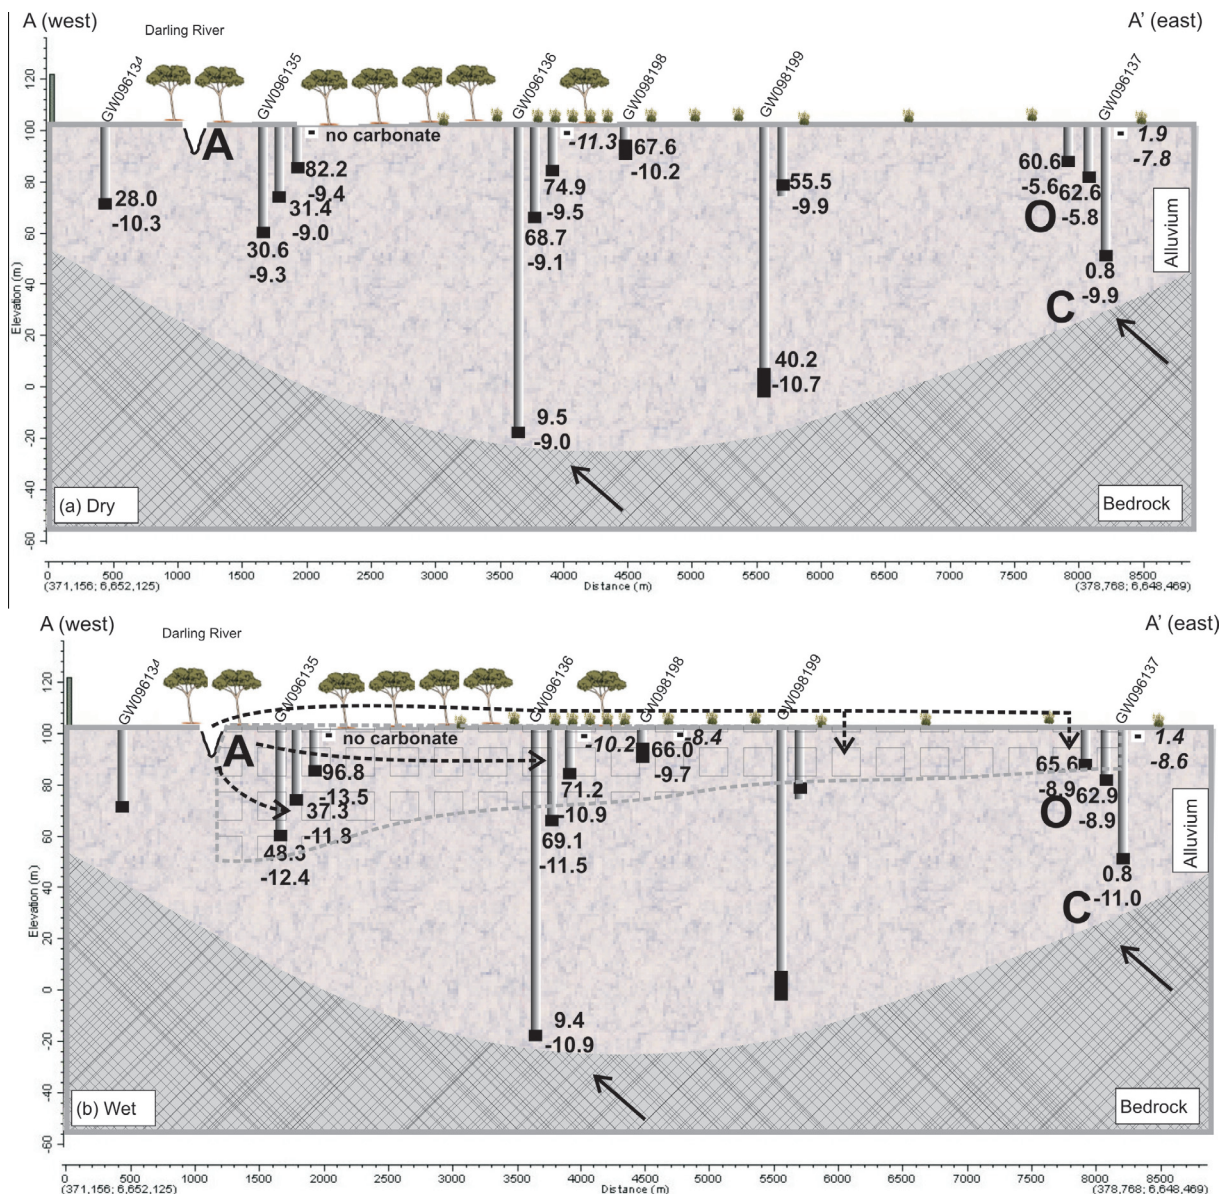 A (west)
A' (east)
Darling River
GW096134
GW096135
GW096136
GW098198
GW098199
GW096137
120
100
80
60
40
20
0
-20
-40
-60
Elevation (m)
A
no carbonate
-11.3
67.6
-10.2
1.9
-7.8
82.2
-9.4
28.0
-10.3
31.4
-9.0
30.6
-9.3
74.9
-9.5
68.7
-9.1
55.5
-9.9
60.6
-5.6
62.6
-5.8
O
Alluvium
0.8
-9.9
C
40.2
-10.7
9.5
-9.0
(a) Dry
Bedrock
0 500 1000 1500 2000 2500 3000 3500 4000 4500 5000 5500 6000 6500 7000 7500 8000 8500
(371,156; 6,652,125)
Distance (m)
(378,768; 6,648,469)
A (west)
A' (east)
Darling River
GW096134
GW096135
GW096136
GW098198
GW098199
GW096137
120
100
80
60
40
20
0
-20
-40
-60
Elevation (m)
A
no carbonate
-10.2
66.0
-9.7
-8.4
1.4
-8.6
96.8
-13.5
37.3
-11.8
48.3
-12.4
71.2
-10.9
69.1
-11.5
65.6
-8.9
62.9
-8.9
O
Alluvium
0.8
-11.0
C
9.4
-10.9
(b) Wet
Bedrock
0 500 1000 1500 2000 2500 3000 3500 4000 4500 5000 5500 6000 6500 7000 7500 8000 8500
(371,156; 6,652,125)
Distance (m)
(378,768; 6,648,469)